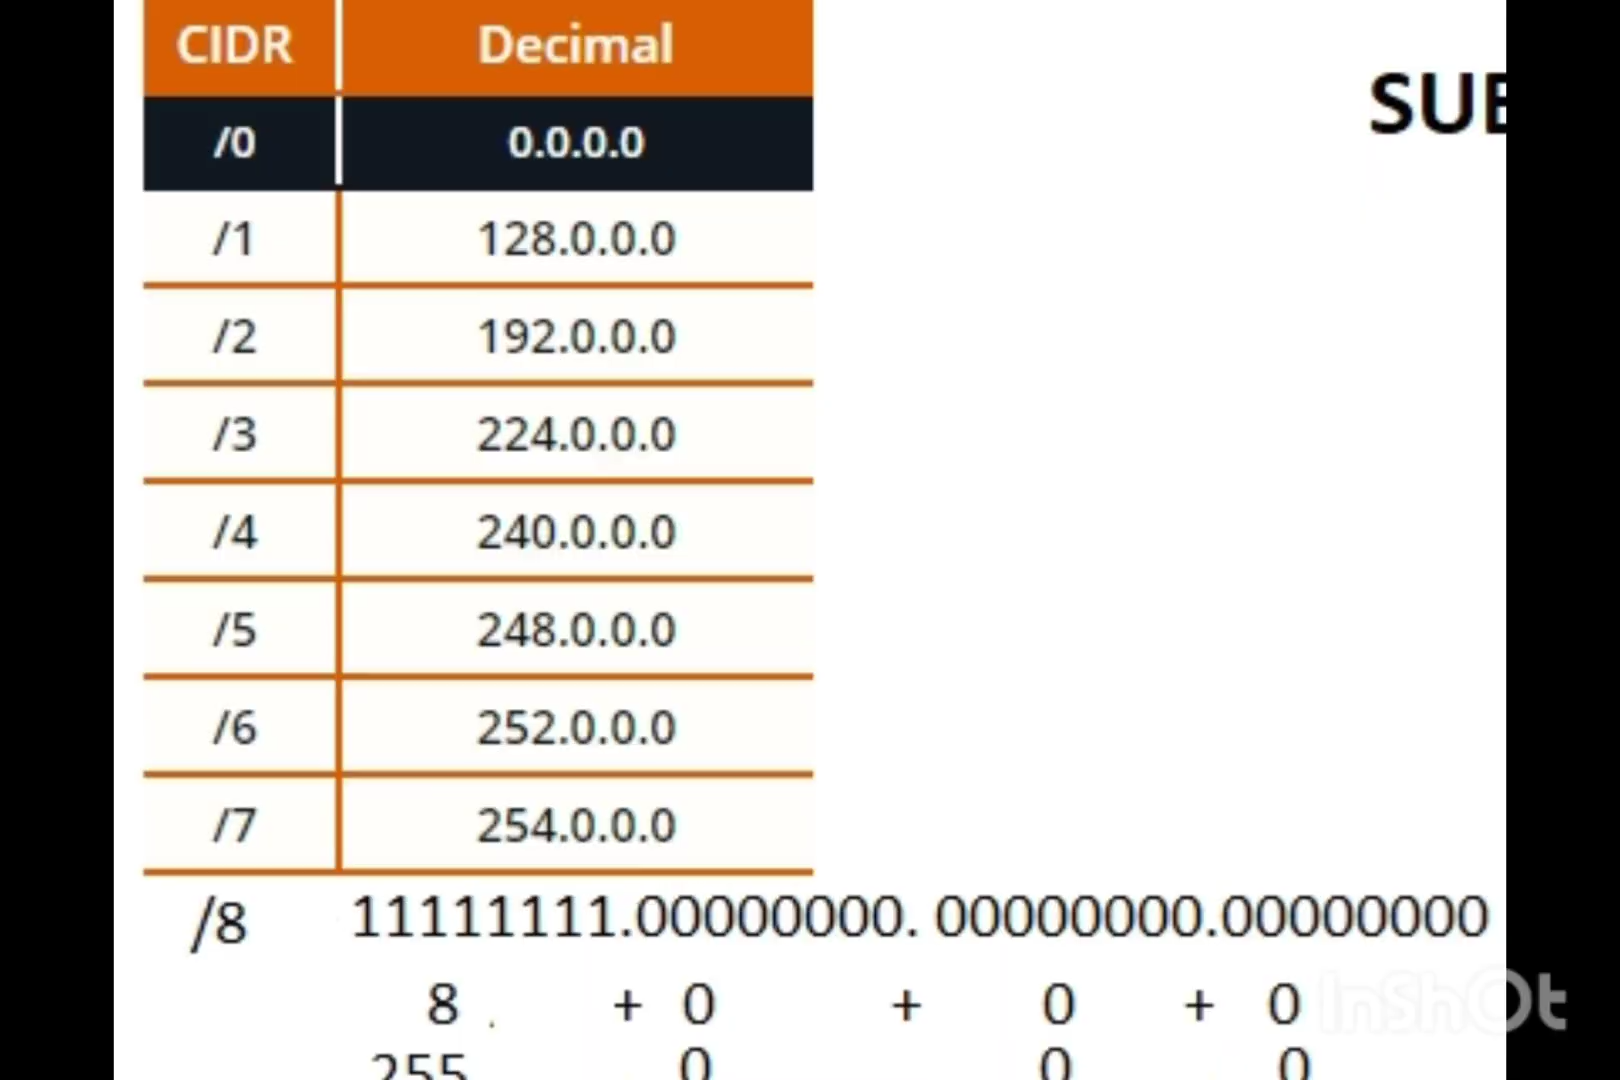 CIDR Decimal
SUB
/0 0.0.0.0
/1 128.0.0.0
/2 192.0.0.0
/3 224.0.0.0
/4 240.0.0.0
/5 248.0.0.0
/6 252.0.0.0
/7 254.0.0.0
/8 11111111.00000000. 00000000.00000000
8 . + 0 + 0 + 0
255 0 0 0
InShOt